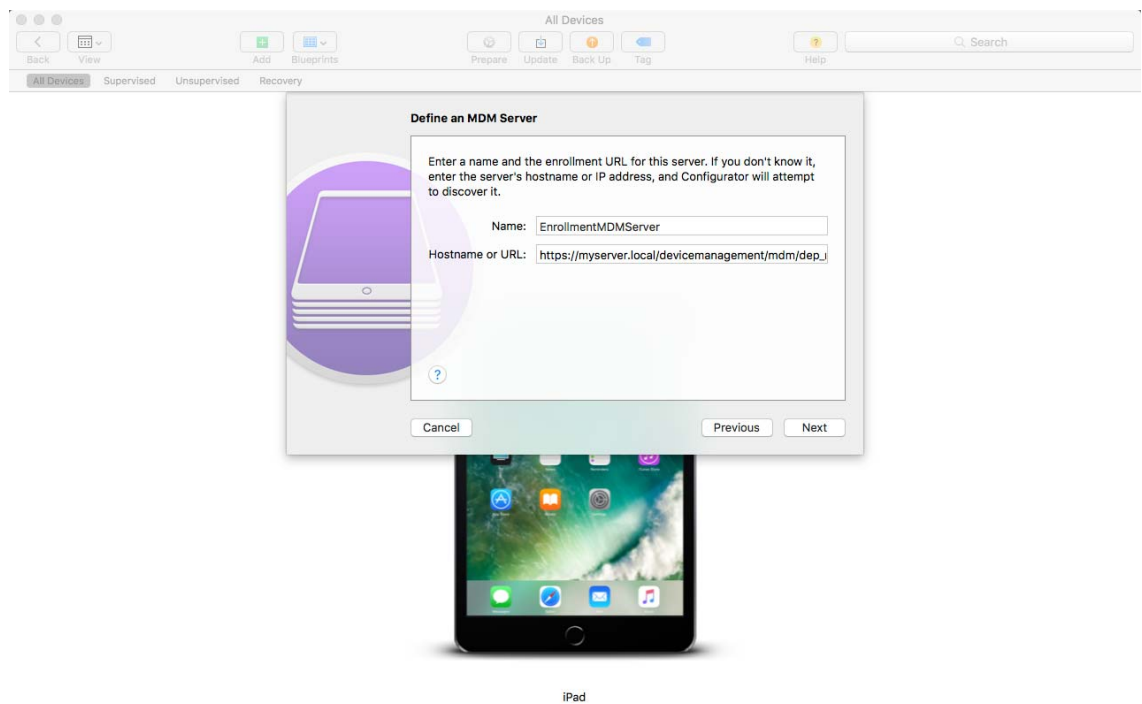 All Devices
Back View Add Blueprints Prepare Update Back Up Tag Help Search
All Devices Supervised Unsupervised Recovery
Define an MDM Server
Enter a name and the enrollment URL for this server. If you don't know it,
enter the server's hostname or IP address, and Configurator will attempt
to discover it.
Name: EnrollmentMDMServer
Hostname or URL: https://myserver.local/devicemanagement/mdm/dep_
?
Cancel Previous Next
iPad